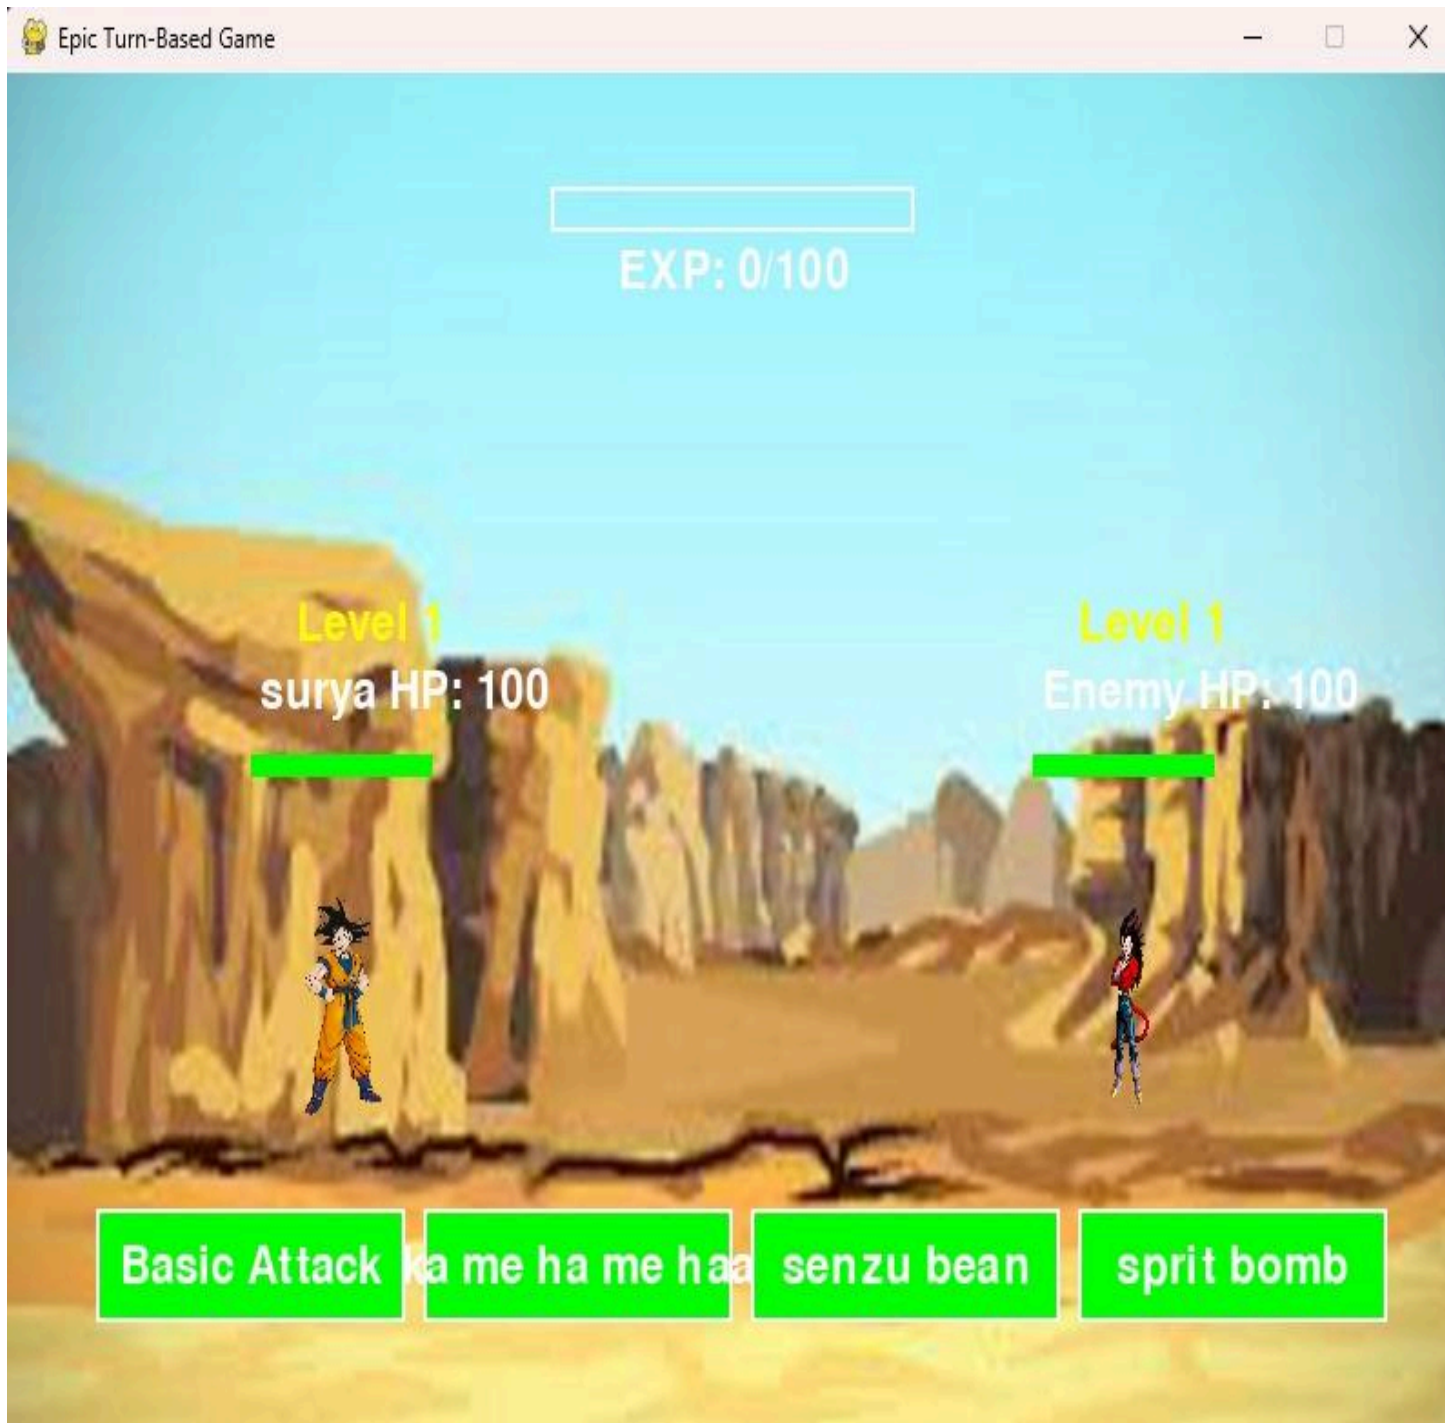 Epic Turn-Based Game
EXP: 0/100
Level 1
surya HP: 100
Level 1
Enemy HP: 100
Basic Attack
ka me ha me haa
senzu bean
sprit bomb